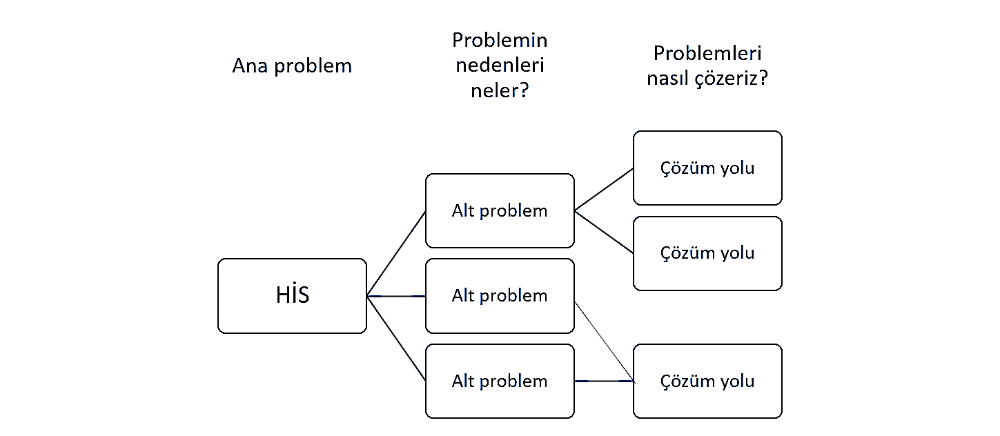 Ana problem
Problemin
nedenleri
neler?
Problemleri
nasıl çözeriz?
HİS
Alt problem
Alt problem
Alt problem
Çözüm yolu
Çözüm yolu
Çözüm yolu